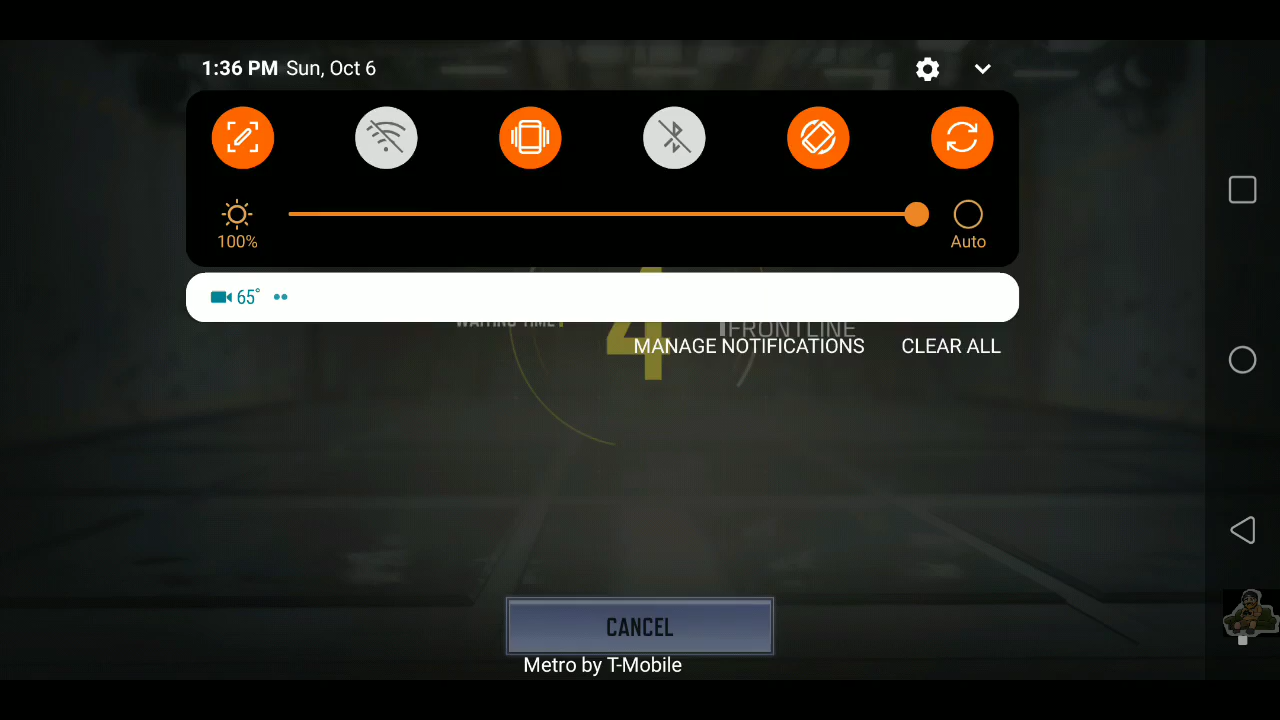 1:36 PM Sun, Oct 6
100%
Auto
65°
WAITING TIME 4 FRONTLINE
MANAGE NOTIFICATIONS CLEAR ALL
CANCEL
Metro by T-Mobile